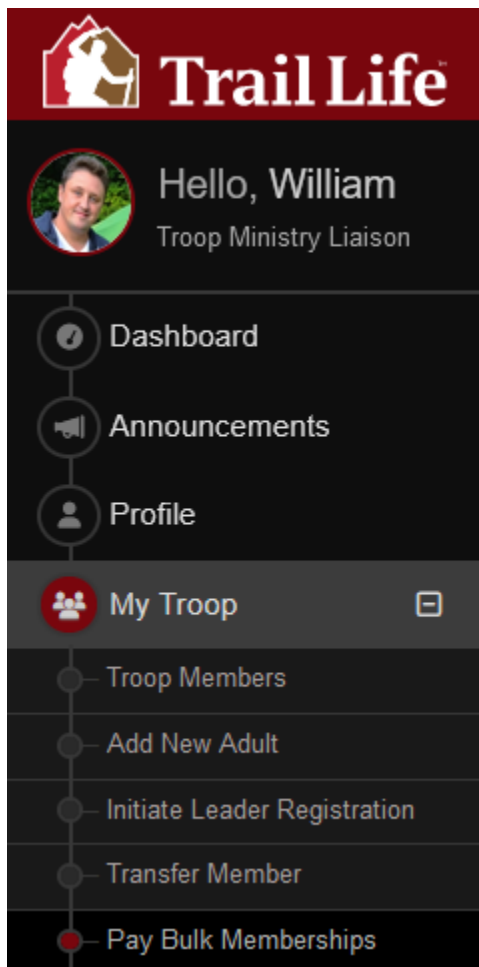 Trail Life
Hello, William
Troop Ministry Liaison
Dashboard
Announcements
Profile
My Troop
Troop Members
Add New Adult
Initiate Leader Registration
Transfer Member
Pay Bulk Memberships